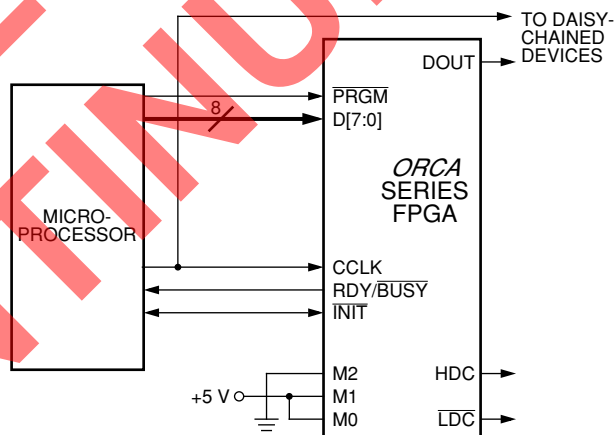 TO DAISY-
CHAINED
DEVICES
DOUT
PRGM
8
D[7:0]
ORCA
SERIES
FPGA
MICRO-
PROCESSOR
CCLK
RDY/BUSY
INIT
M2
HDC
+5 V
M1
M0
LDC